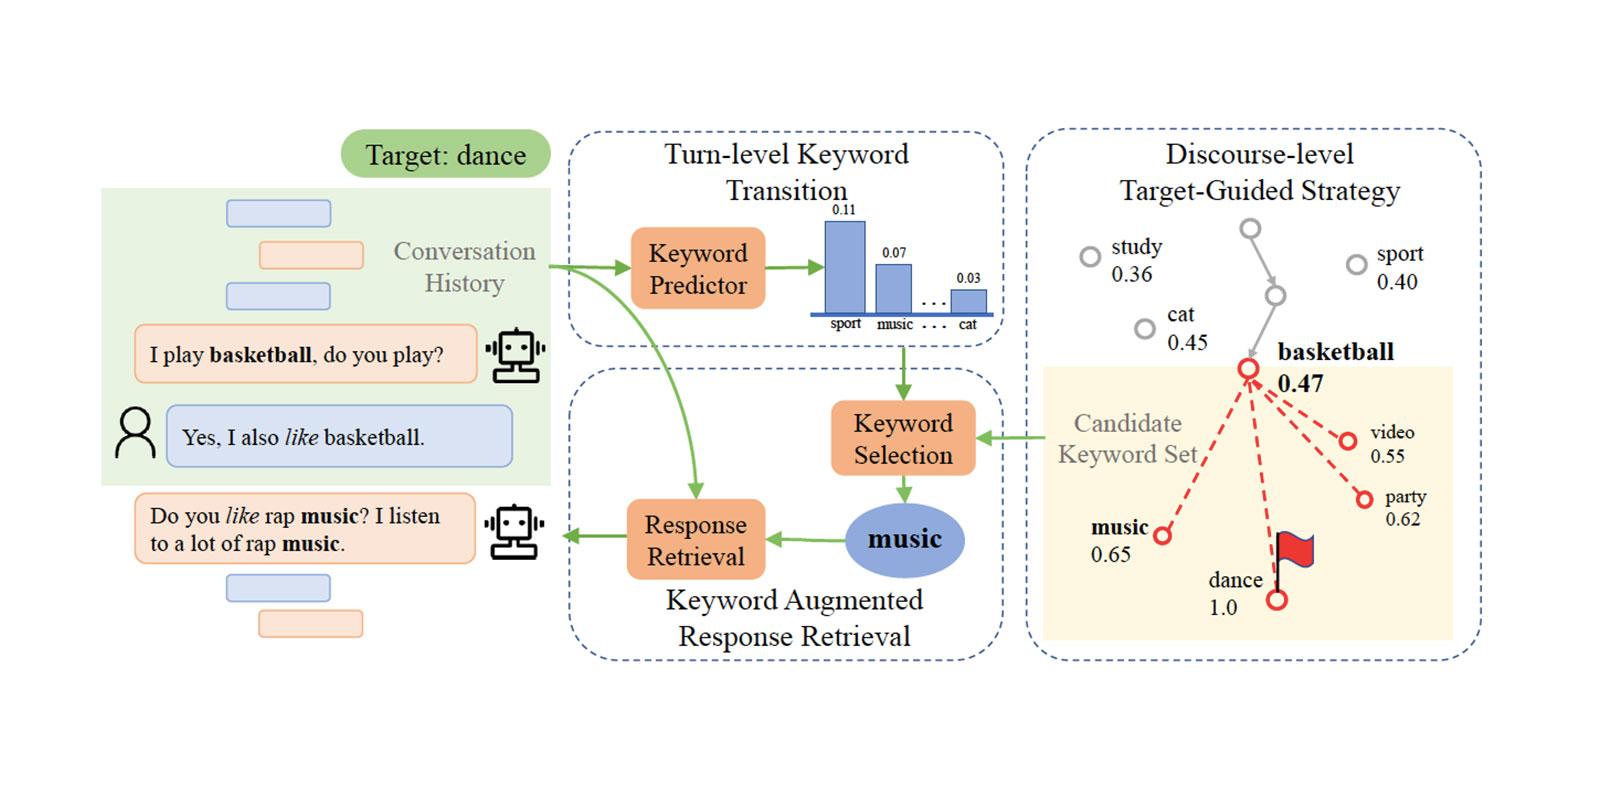 Target: dance
Conversation
History
I play basketball, do you play?
Yes, I also like basketball.
Do you like rap music? I listen
to a lot of rap music.
Turn-level Keyword
Transition
Keyword
Predictor
0.11
0.07
0.03
sport music . . . cat
. . .
Keyword
Selection
music
Response
Retrieval
Keyword Augmented
Response Retrieval
Discourse-level
Target-Guided Strategy
study
0.36
sport
0.40
cat
0.45
basketball
0.47
Candidate
Keyword Set
video
0.55
party
0.62
music
0.65
dance
1.0